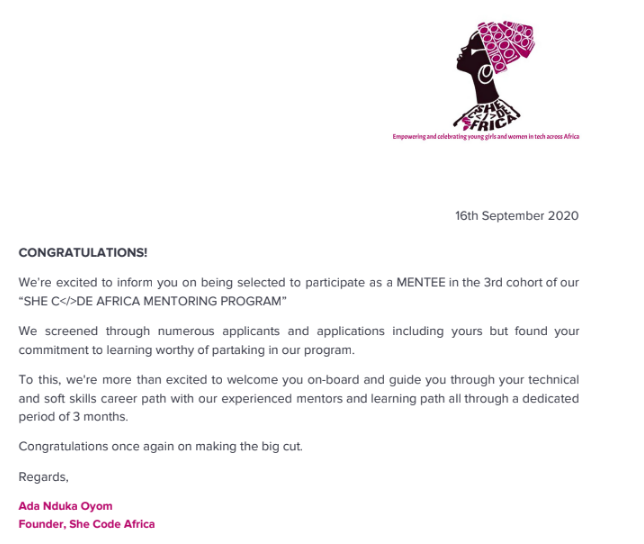 SHE
C</>DE
AFRICA
Empowering and celebrating young girls and women in tech across Africa
16th September 2020
CONGRATULATIONS!
We're excited to inform you on being selected to participate as a MENTEE in the 3rd cohort of our
“SHE C</>DE AFRICA MENTORING PROGRAM”
We screened through numerous applicants and applications including yours but found your
commitment to learning worthy of partaking in our program.
To this, we're more than excited to welcome you on-board and guide you through your technical
and soft skills career path with our experienced mentors and learning path all through a dedicated
period of 3 months.
Congratulations once again on making the big cut.
Regards,
Ada Nduka Oyom
Founder, She Code Africa